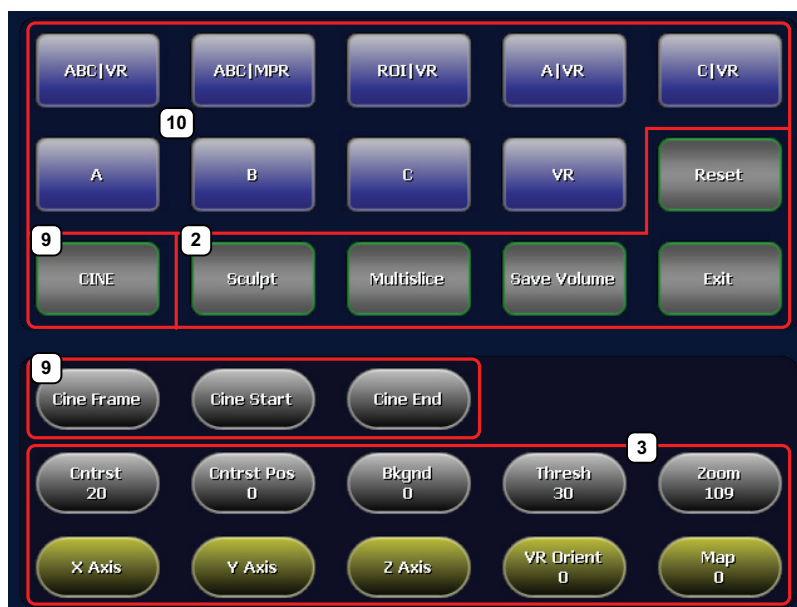 ABC|VR
ABC|MPR
ROI|VR
A|VR
C|VR
10
A
B
C
VR
Reset
9
2
CINE
Sculpt
Multislice
Save Volume
Exit
9
Cine Frame
Cine Start
Cine End
3
Cntrst
20
Cntrst Pos
0
Bkgnd
0
Thresh
30
Zoom
109
X Axis
Y Axis
Z Axis
VR Orient
0
Map
0